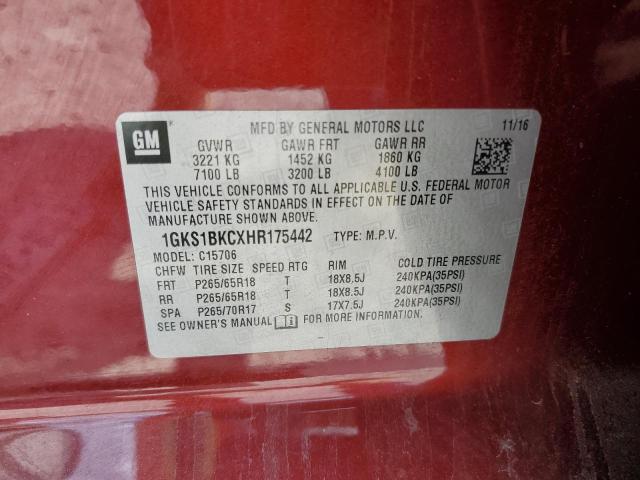 GM
MFD BY GENERAL MOTORS LLC 11/16
GVWR GAWR FRT GAWR RR
3221 KG 1452 KG 1860 KG
7100 LB 3200 LB 4100 LB
THIS VEHICLE CONFORMS TO ALL APPLICABLE U.S. FEDERAL MOTOR
VEHICLE SAFETY STANDARDS IN EFFECT ON THE DATE OF
MANUFACTURE SHOWN ABOVE.
1GKS1BKCXHR175442 TYPE: M.P.V.
MODEL: C15706
CHFW TIRE SIZE SPEED RTG RIM COLD TIRE PRESSURE
FRT P265/65R18 T 18X8.5J 240KPA(35PSI)
RR P265/65R18 T 18X8.5J 240KPA(35PSI)
SPA P265/70R17 S 17X7.5J 240KPA(35PSI)
SEE OWNER'S MANUAL FOR MORE INFORMATION.